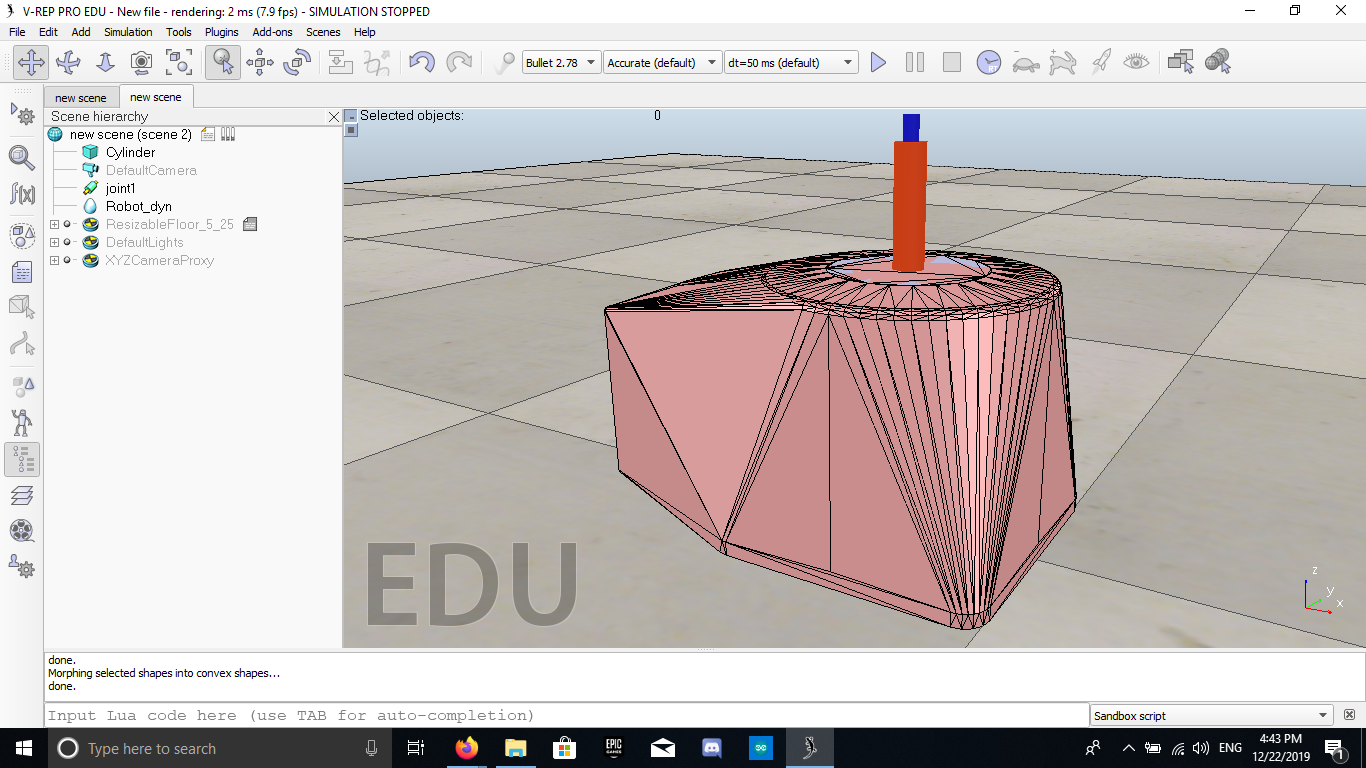 V-REP PRO EDU - New file - rendering: 2 ms (7.9 fps) - SIMULATION STOPPED
File Edit Add Simulation Tools Plugins Add-ons Scenes Help
Bullet 2.78 Accurate (default) dt=50 ms (default)
new scene new scene
Scene hierarchy
new scene (scene 2)
Cylinder
DefaultCamera
joint1
Robot_dyn
ResizableFloor_5_25
DefaultLights
XYZCameraProxy
f(x)
Selected objects: 0
EDU
z
y
x
done.
Morphing selected shapes into convex shapes...
done.
Input Lua code here (use TAB for auto-completion) Sandbox script
Type here to search
EPIC
GAMES
ENG
4:43 PM
12/22/2019
1